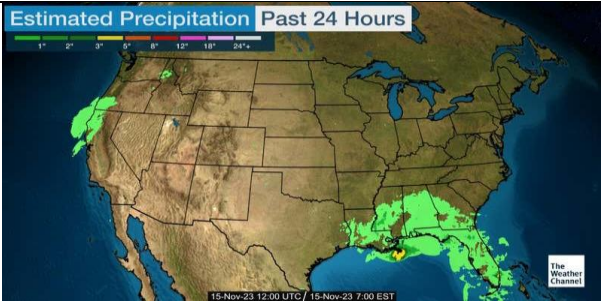 Estimated Precipitation Past 24 Hours
1" 2" 3" 5" 8" 12" 18" 24"+
The
Weather
Channel
15-Nov-23 12:00 UTC / 15-Nov-23 7:00 EST